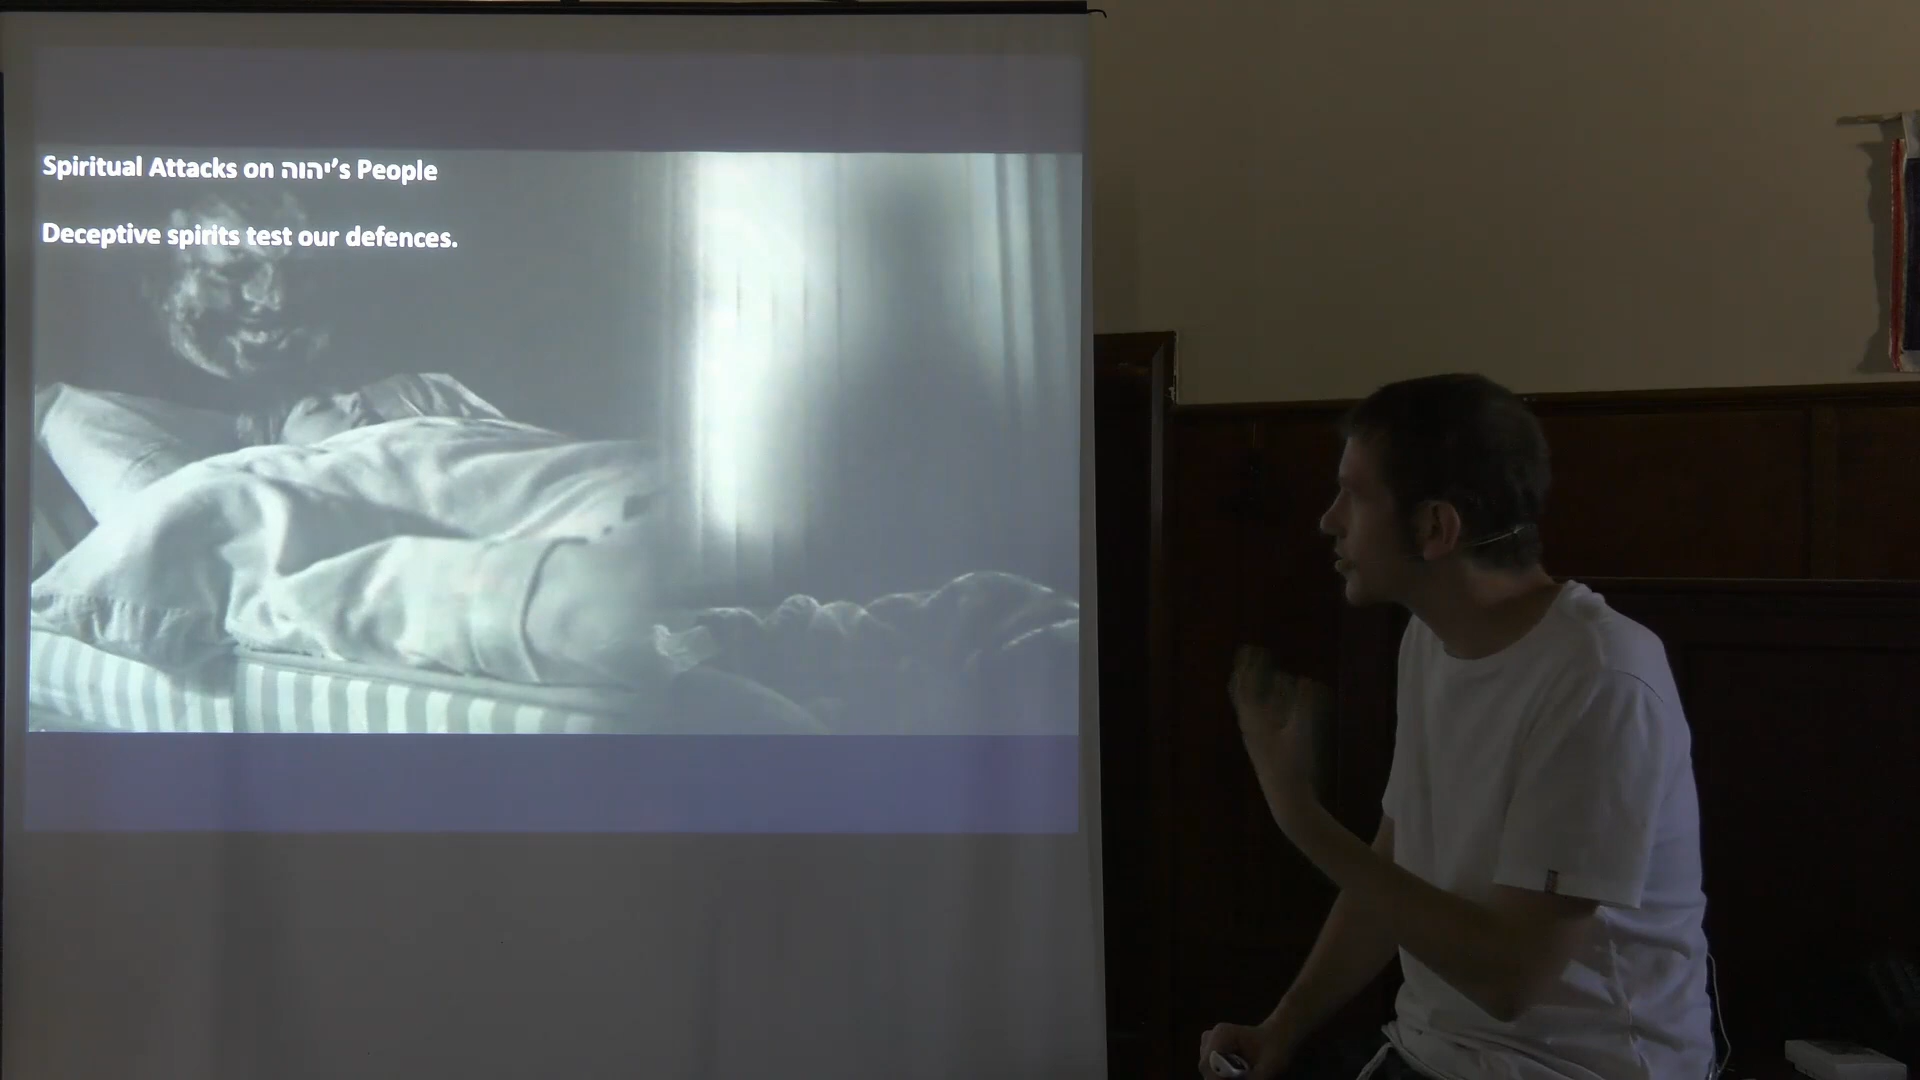 Spiritual Attacks on יהוה’s People
Deceptive spirits test our defences.